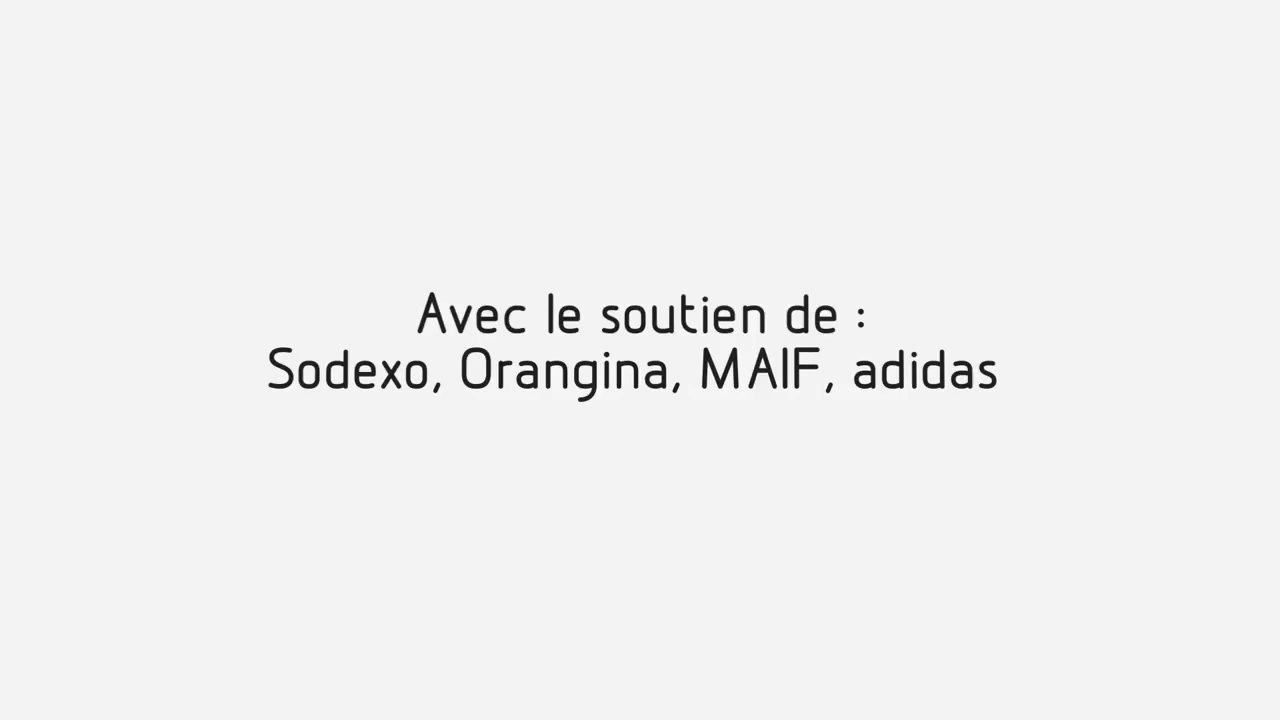 Avec le soutien de :
Sodexo, Orangina, MAIF, adidas